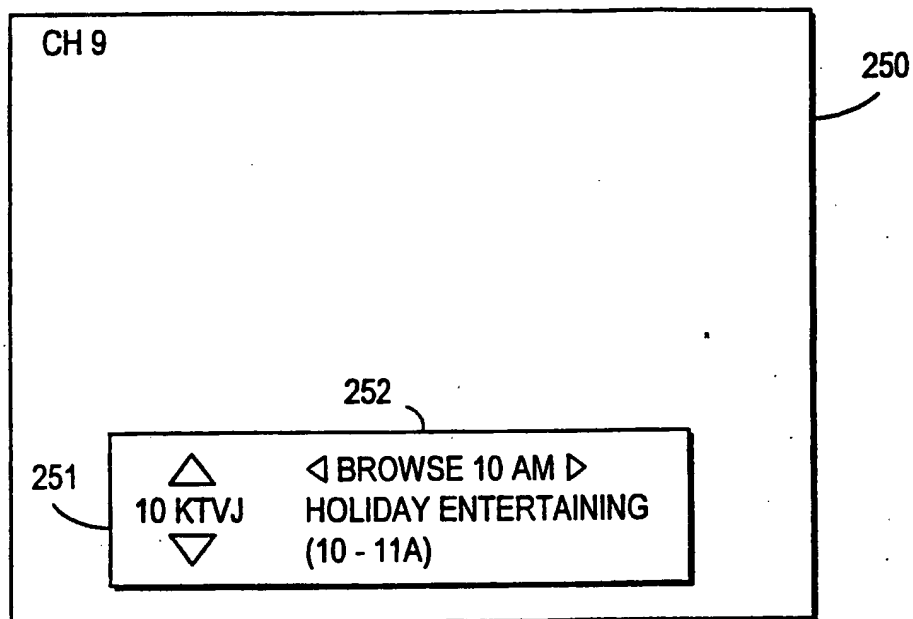 CH 9
250
252
251
◁ BROWSE 10 AM ▷
10 KTVJ HOLIDAY ENTERTAINING
(10 - 11A)